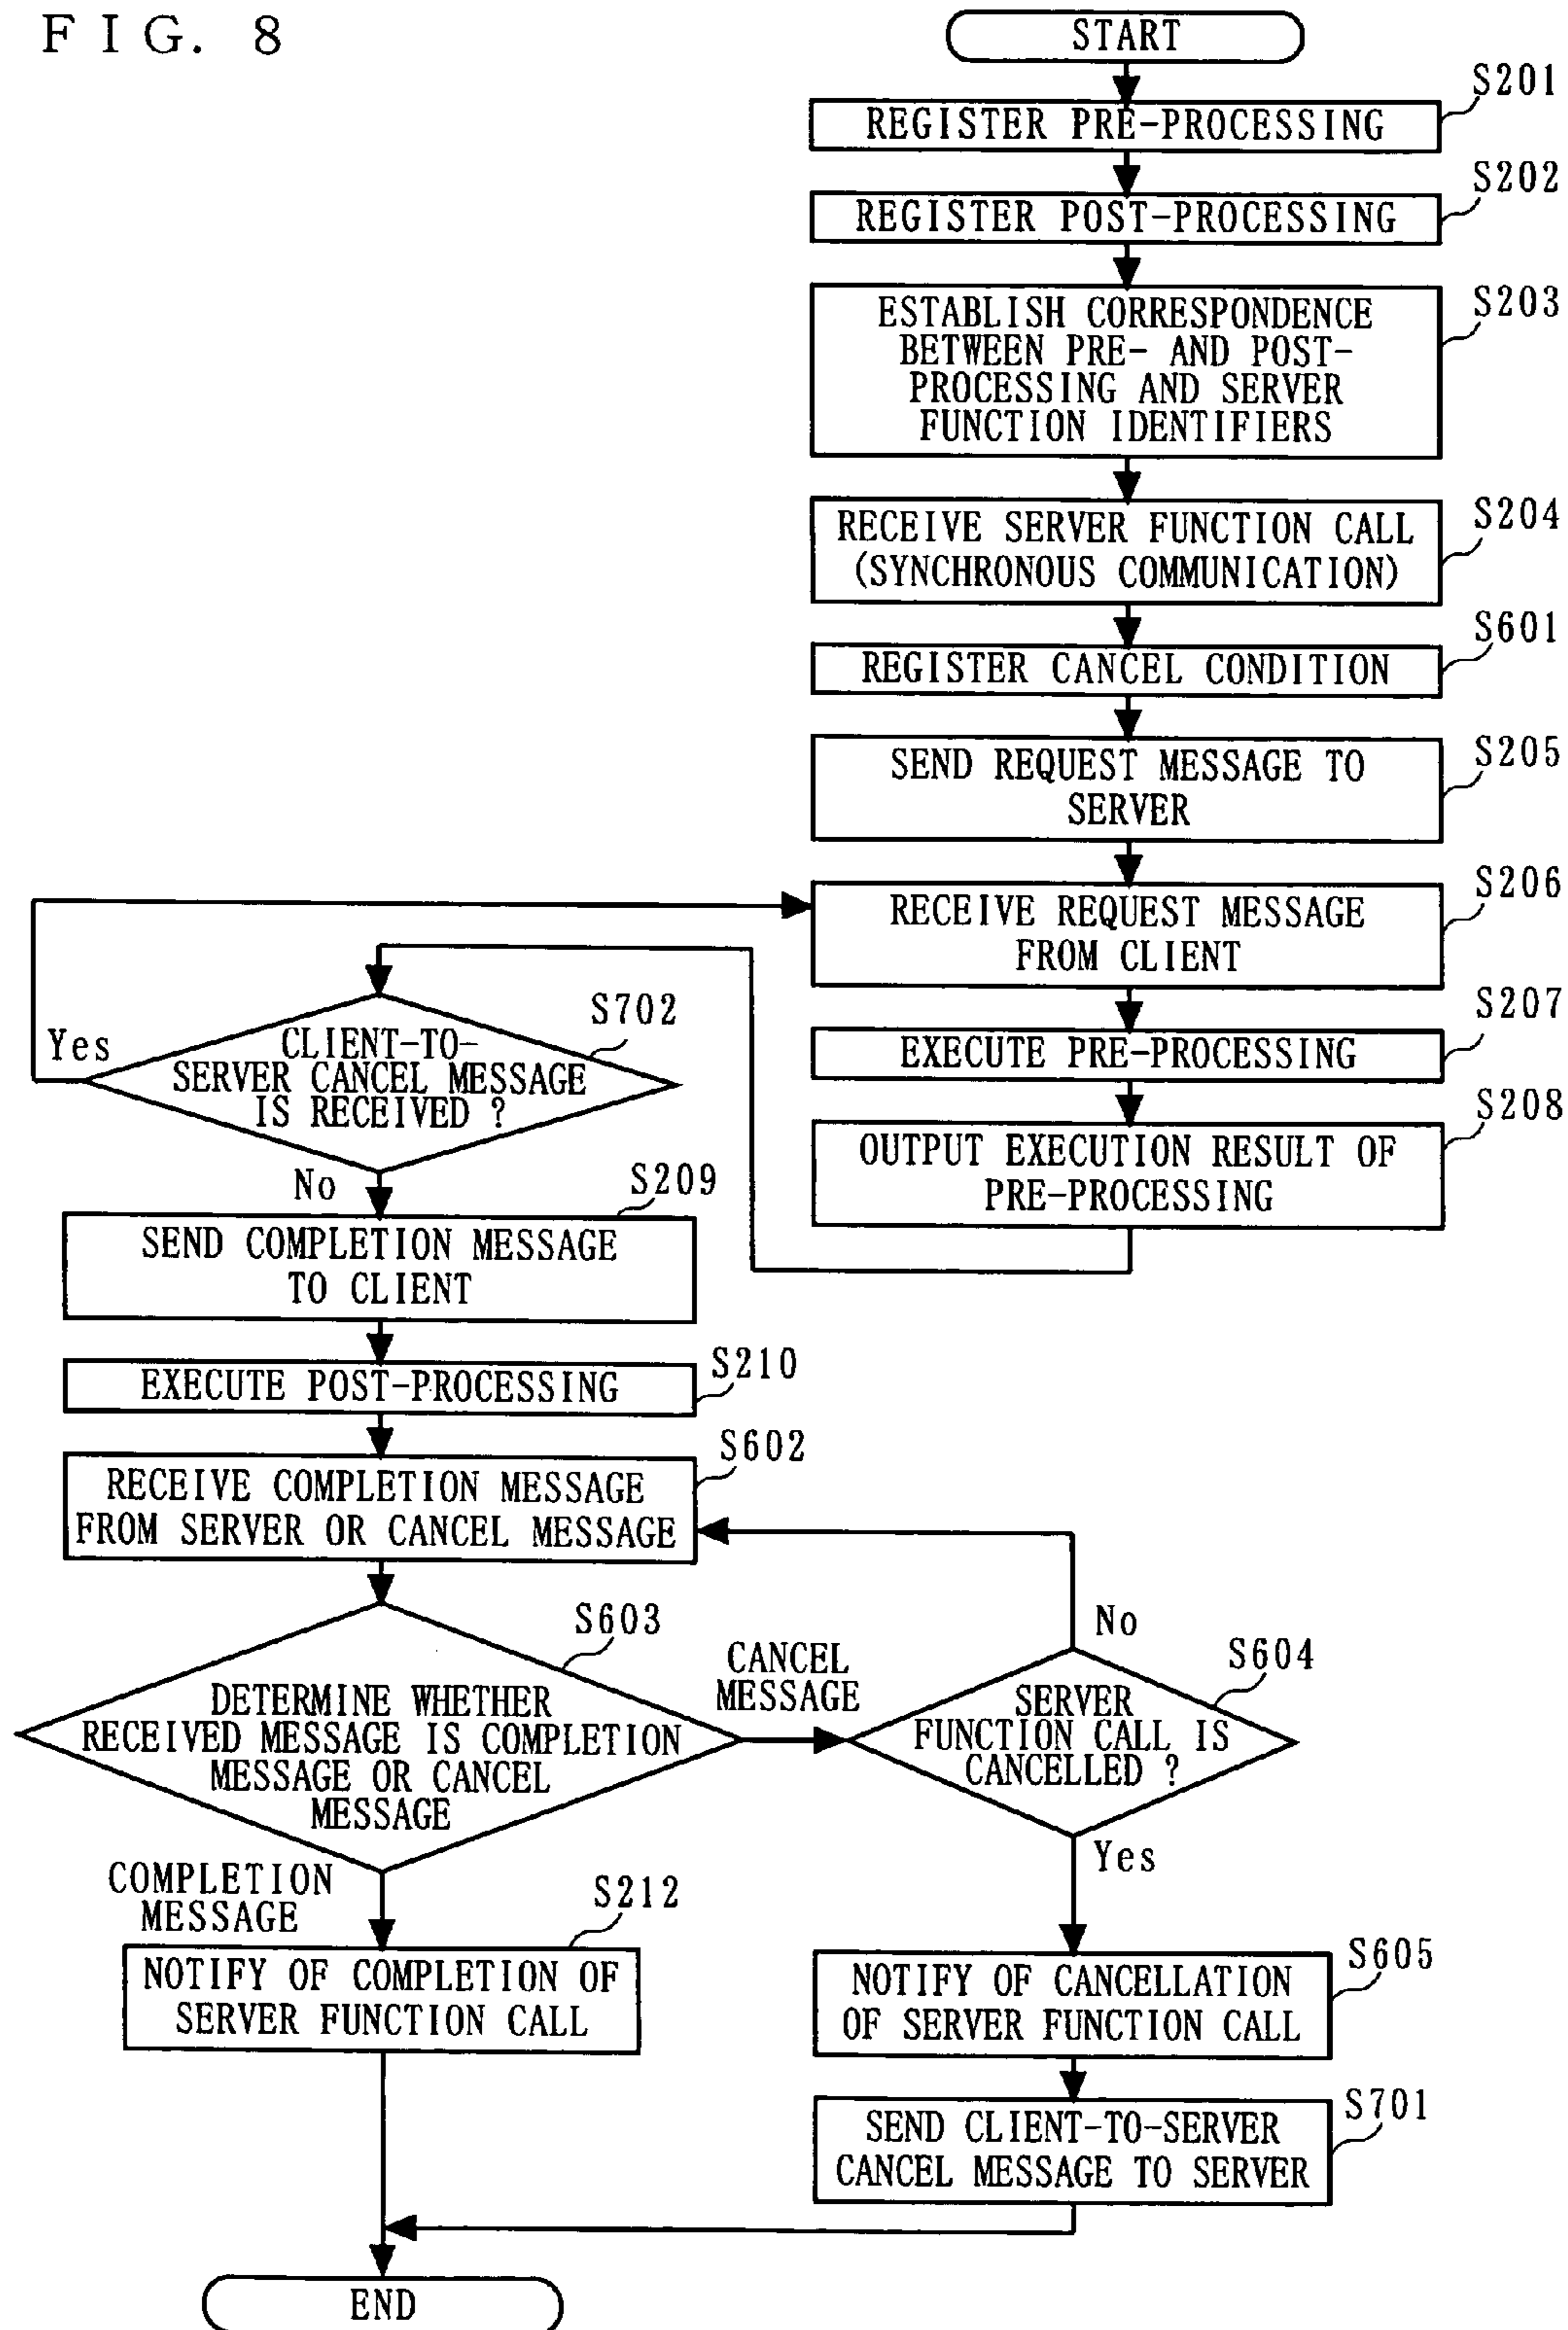 FIG. 8
START
S201
REGISTER PRE-PROCESSING
S202
REGISTER POST-PROCESSING
S203
ESTABLISH CORRESPONDENCE
BETWEEN PRE- AND POST-
PROCESSING AND SERVER
FUNCTION IDENTIFIERS
S204
RECEIVE SERVER FUNCTION CALL
(SYNCHRONOUS COMMUNICATION)
S601
REGISTER CANCEL CONDITION
S205
SEND REQUEST MESSAGE TO
SERVER
S206
RECEIVE REQUEST MESSAGE
FROM CLIENT
S207
EXECUTE PRE-PROCESSING
S208
OUTPUT EXECUTION RESULT OF
PRE-PROCESSING
S702
CLIENT-TO-
SERVER CANCEL MESSAGE
IS RECEIVED ?
Yes
No
S209
SEND COMPLETION MESSAGE
TO CLIENT
S210
EXECUTE POST-PROCESSING
S602
RECEIVE COMPLETION MESSAGE
FROM SERVER OR CANCEL MESSAGE
S603
DETERMINE WHETHER
RECEIVED MESSAGE IS COMPLETION
MESSAGE OR CANCEL
MESSAGE
CANCEL
MESSAGE
No
S604
SERVER
FUNCTION CALL IS
CANCELLED ?
Yes
COMPLETION
MESSAGE
S212
NOTIFY OF COMPLETION OF
SERVER FUNCTION CALL
S605
NOTIFY OF CANCELLATION
OF SERVER FUNCTION CALL
S701
SEND CLIENT-TO-SERVER
CANCEL MESSAGE TO SERVER
END